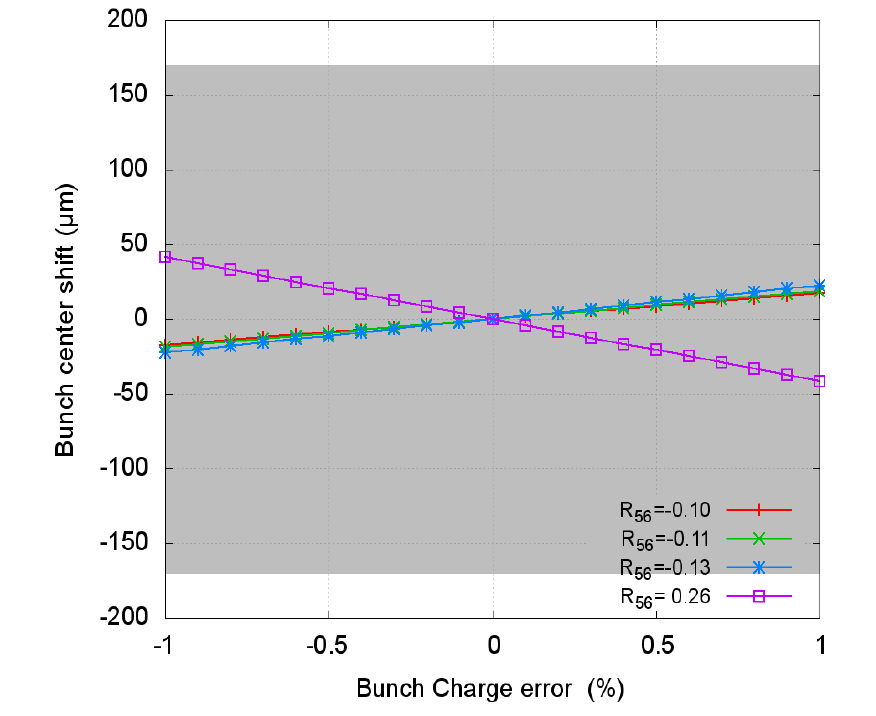 200
150
100
50
0
-50
-100
-150
-200
Bunch center shift (μm)
R56=-0.10
R56=-0.11
R56=-0.13
R56= 0.26
-1 -0.5 0 0.5 1
Bunch Charge error (%)